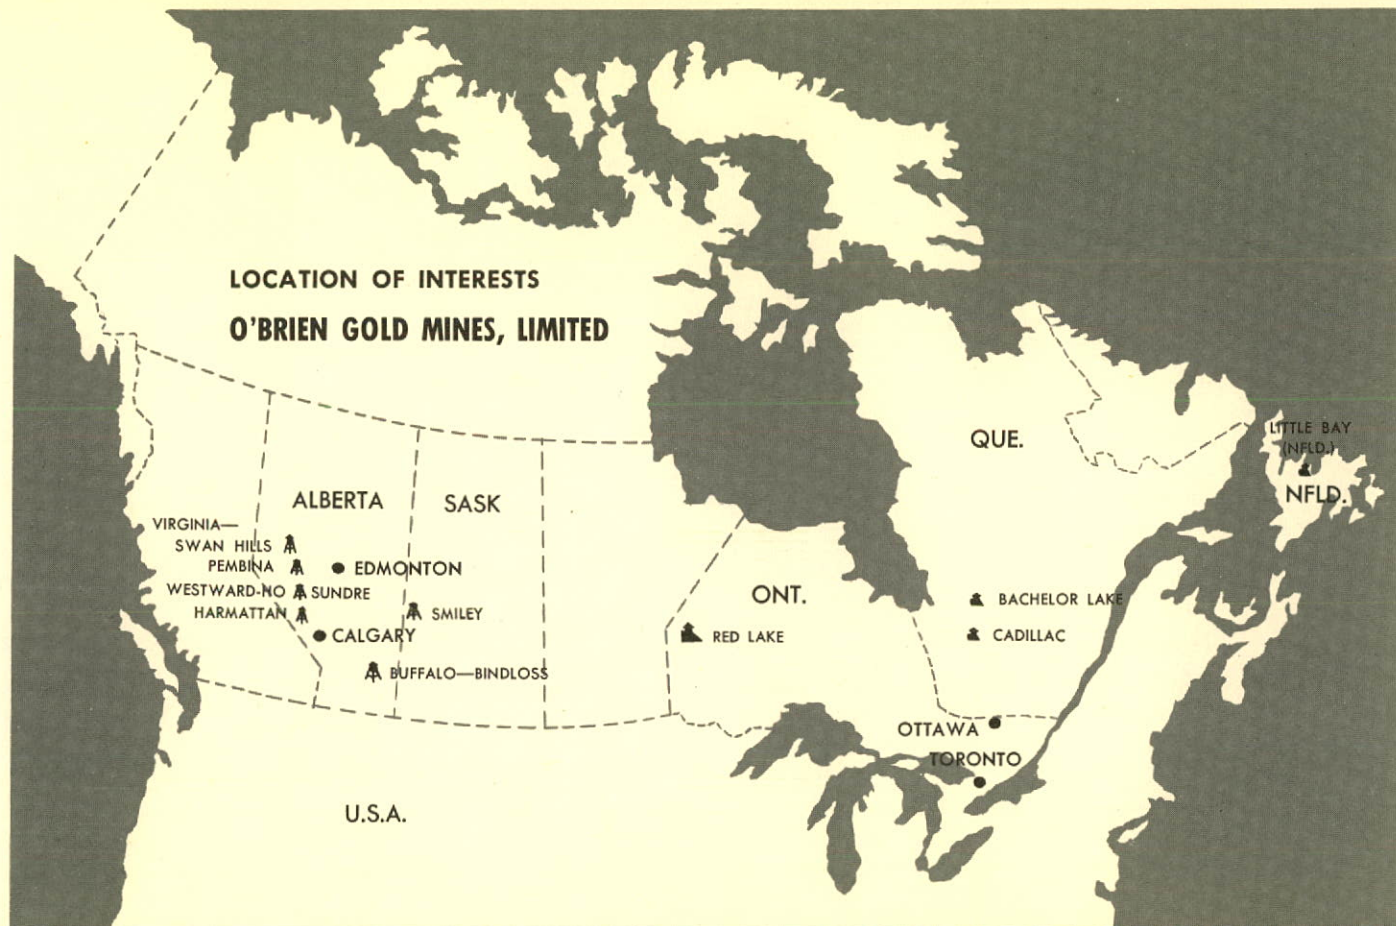 LOCATION OF INTERESTS
O'BRIEN GOLD MINES, LIMITED
QUE.
LITTLE BAY
(NFLD.)
NFLD.
ALBERTA
SASK
VIRGINIA—
SWAN HILLS
PEMBINA
EDMONTON
WESTWARD-HO
SUNDRE
ONT.
BACHELOR LAKE
HARMATTAN
SMILEY
CALGARY
RED LAKE
CADILLAC
BUFFALO—BINDLOSS
OTTAWA
TORONTO
U.S.A.